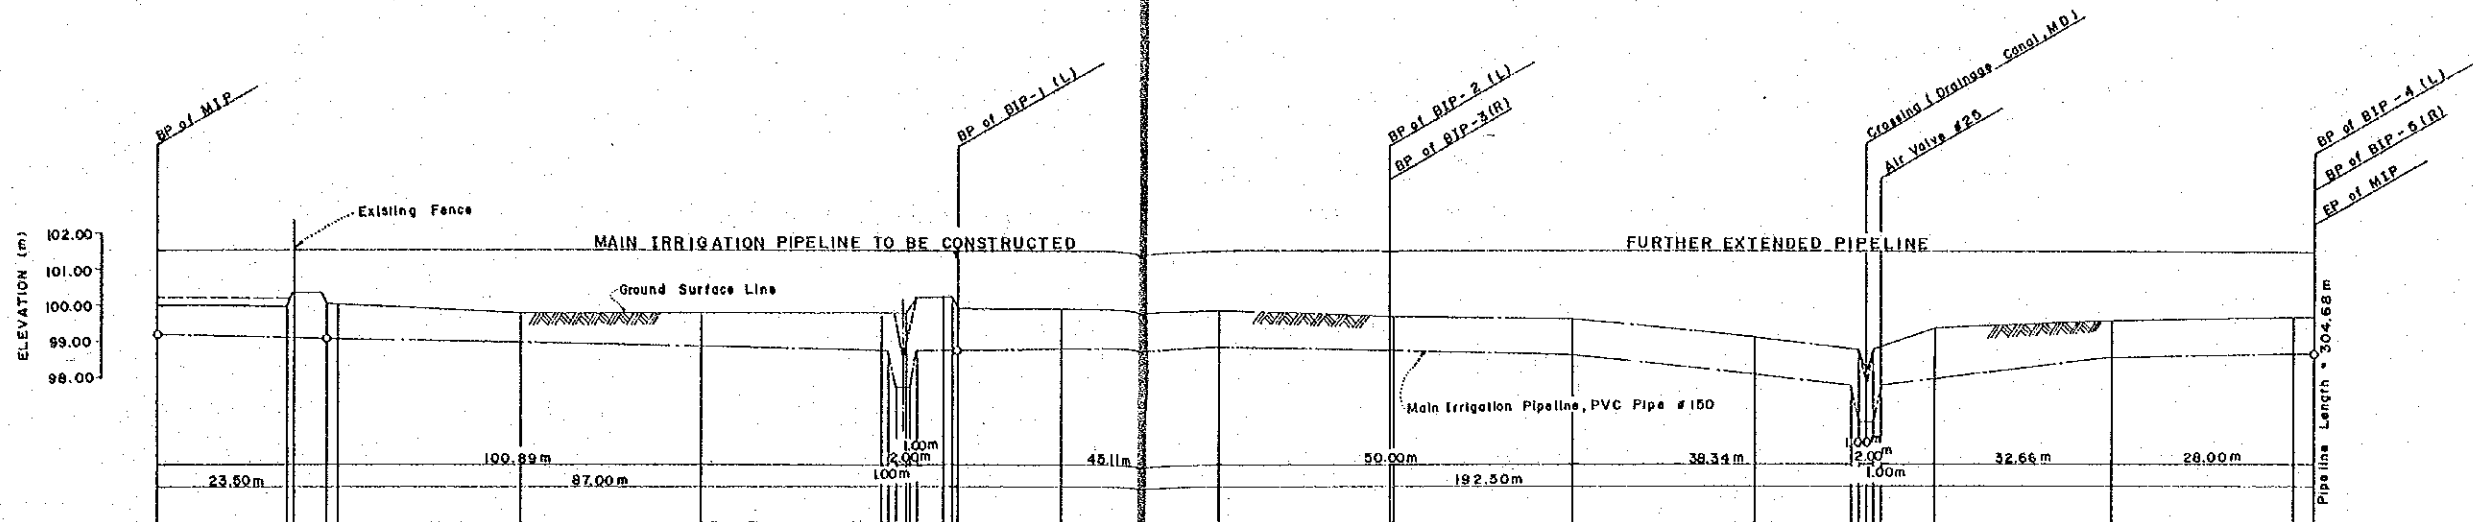 BP of MIP
BP of BIP-1 (L)
BP of BIP-2 (L)
BP of BIP-3(R)
Crossing ( Drainage Canal, MD)
Air Valve ø25
BP of BIP-4 (L)
BP of BIP-5(R)
EP of MIP
Existing Fence
MAIN IRRIGATION PIPELINE TO BE CONSTRUCTED
FURTHER EXTENDED PIPELINE
ELEVATION (m)
102.00
101.00
100.00
99.00
98.00
Ground Surface Line
Main Irrigation Pipeline, PVC Pipe ø150
Pipeline Length = 304.68m
100.89m
1.00m
2.00m
1.00m
45.11m
50.00m
38.34m
1.00m
2.00m
1.00m
32.66m
28.00m
23.50m
87.00m
192.50m